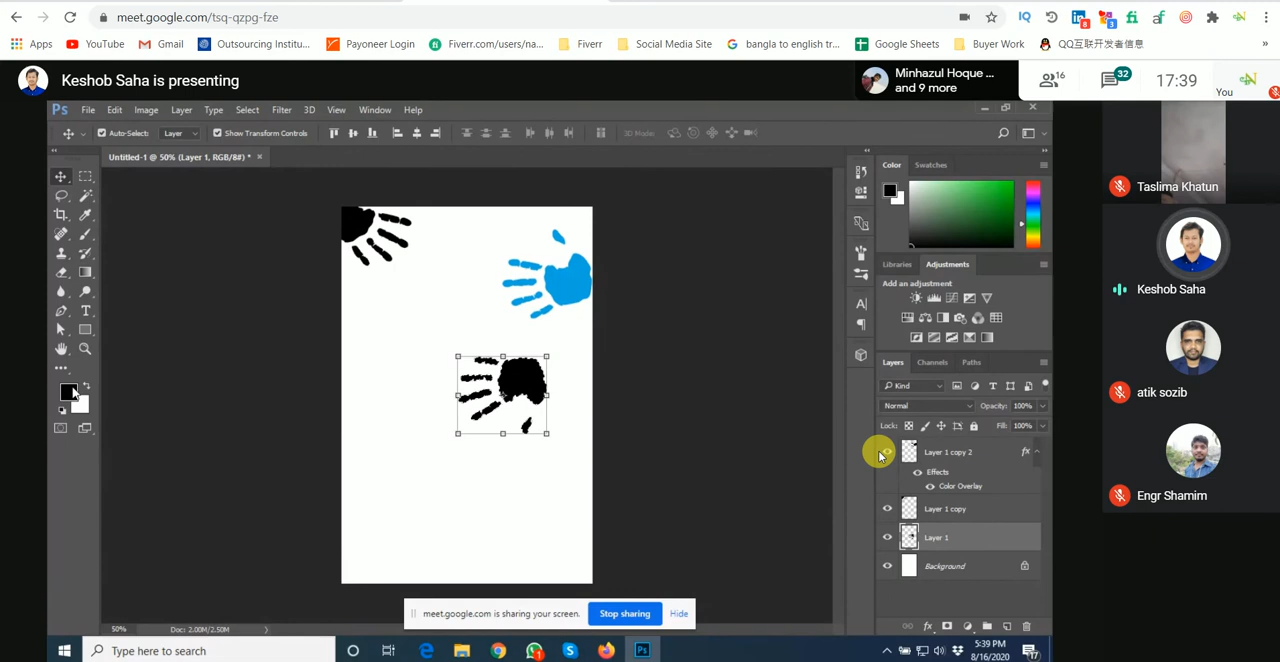 meet.google.com/tsq-qzpg-fze
IQ
8
3
af
Apps YouTube Gmail Outsourcing Institu... Payoneer Login Fiverr.com/users/na... Fiverr Social Media Site bangla to english tr... Google Sheets Buyer Work QQ互联开发者信息 »
Keshob Saha is presenting
Minhazul Hoque ...
and 9 more
16
32
17:39
You
Ps File Edit Image Layer Type Select Filter 3D View Window Help
Auto-Select: Layer Show Transform Controls 3D Mode:
Untitled-1 @ 50% (Layer 1, RGB/8#) * ×
Color Swatches
Libraries Adjustments
Add an adjustment
Layers Channels Paths
Kind
Normal Opacity: 100%
Lock: Fill: 100%
Layer 1 copy 2 fx
Effects
Color Overlay
Layer 1 copy
Layer 1
Background
50% Doc: 2.00M/2.50M
meet.google.com is sharing your screen. Stop sharing Hide
Type here to search
1
Ps
5:39 PM
8/16/2020
17
Taslima Khatun
Keshob Saha
atik sozib
Engr Shamim